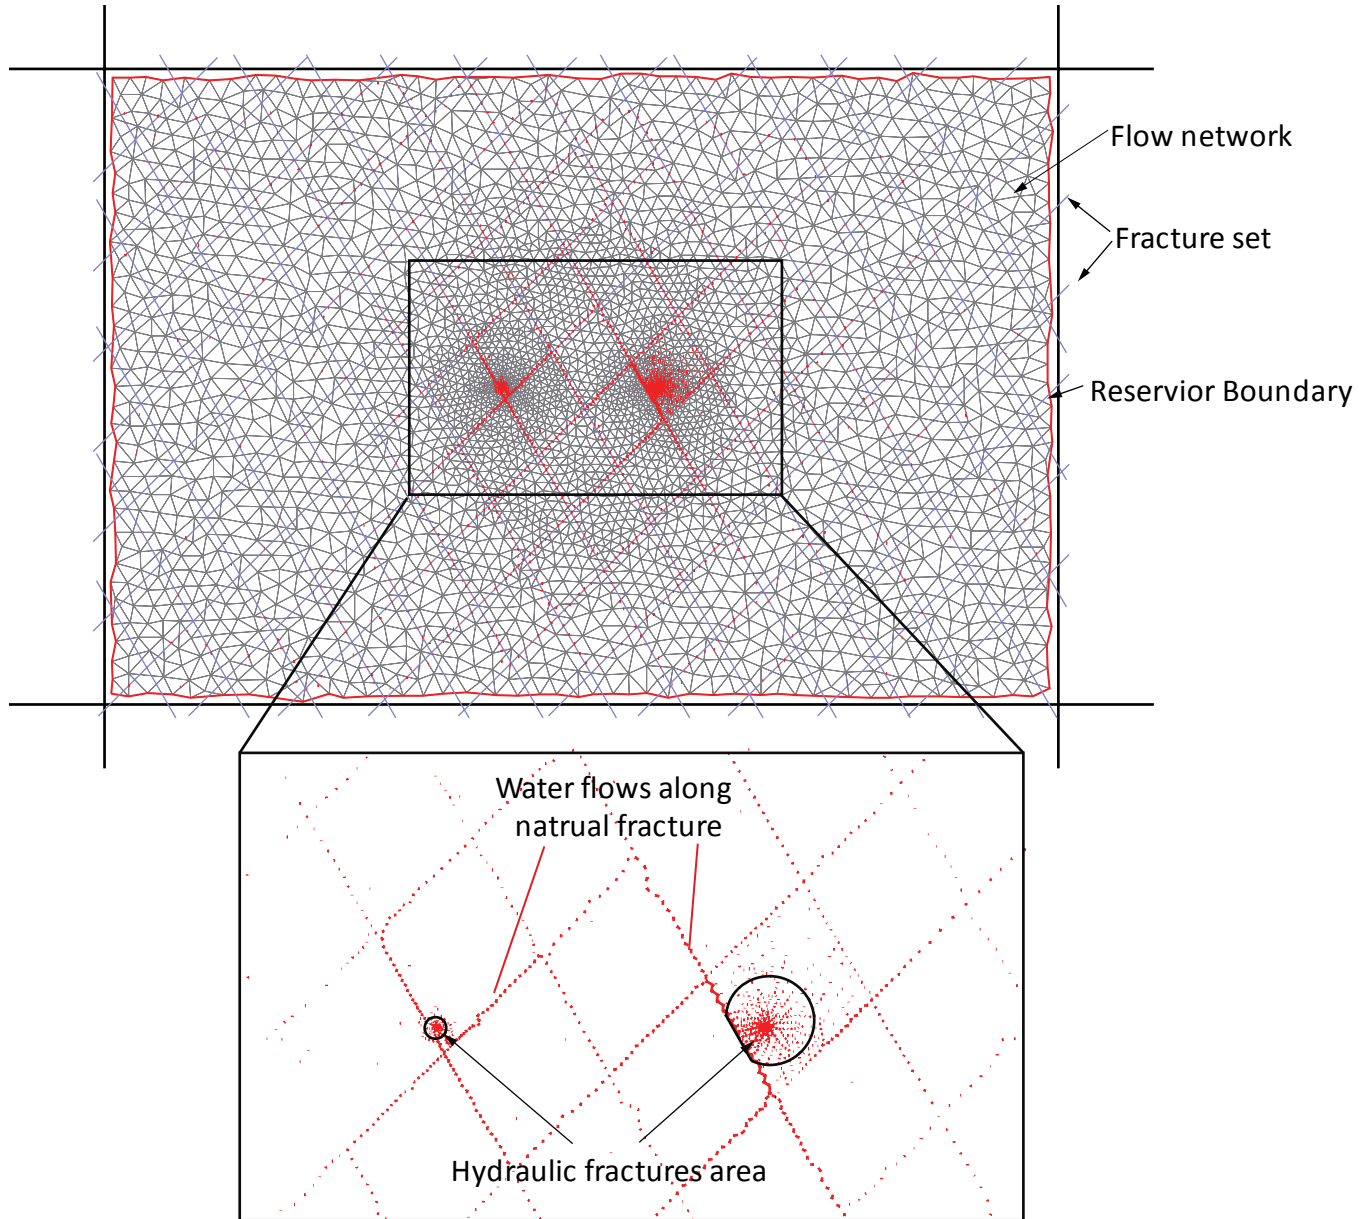 Flow network
Fracture set
Reservior Boundary
Water flows along
natrual fracture
Hydraulic fractures area